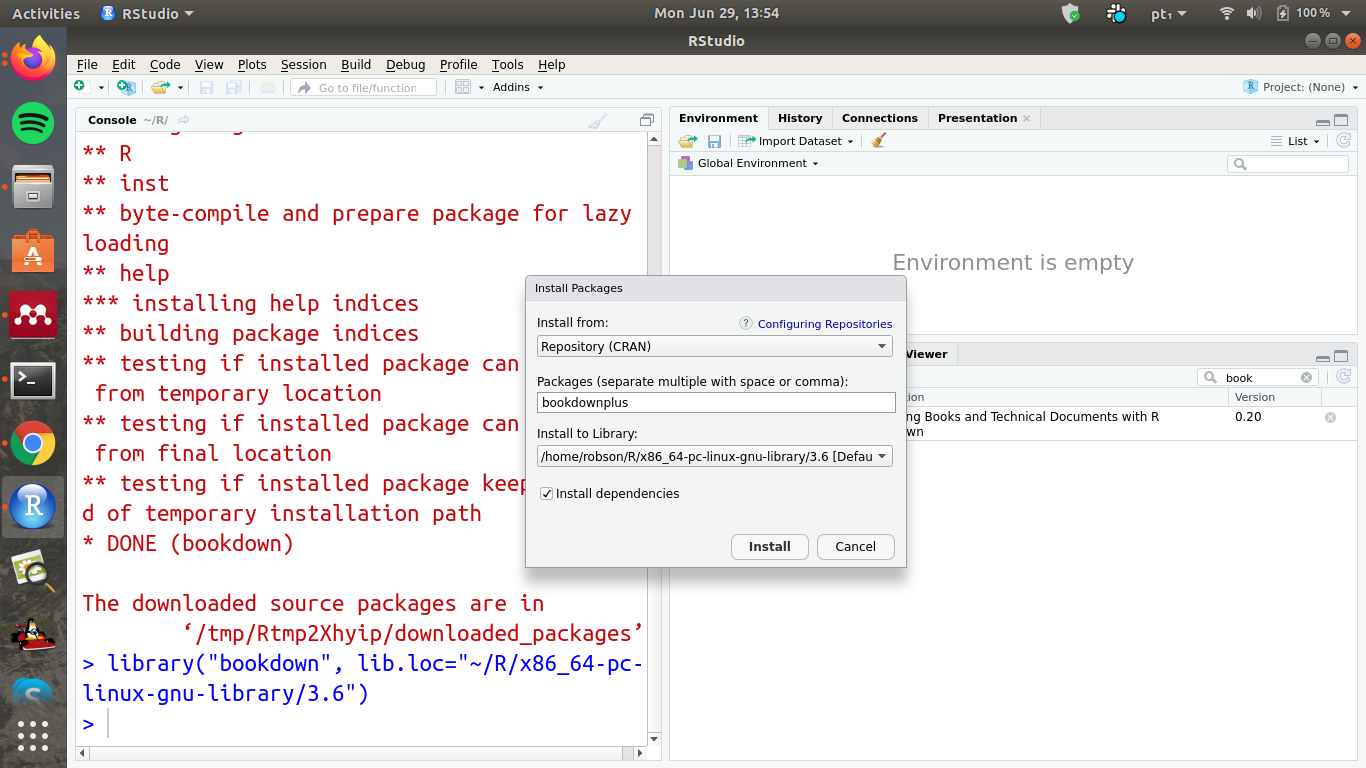 Activities
RStudio
Mon Jun 29, 13:54
pt₁
100 %
RStudio
File Edit Code View Plots Session Build Debug Profile Tools Help
Go to file/function
Addins
Project: (None)
Console ~/R/
** R
** inst
** byte-compile and prepare package for lazy
loading
** help
*** installing help indices
** building package indices
** testing if installed package can
from temporary location
** testing if installed package can
from final location
** testing if installed package keep
d of temporary installation path
* DONE (bookdown)
The downloaded source packages are in
‘/tmp/Rtmp2Xhyip/downloaded_packages’
> library("bookdown", lib.loc="~/R/x86_64-pc-
linux-gnu-library/3.6")
>
Environment History Connections Presentation
Import Dataset
List
Global Environment
Environment is empty
Install Packages
Install from:
? Configuring Repositories
Repository (CRAN)
Packages (separate multiple with space or comma):
bookdownplus
Install to Library:
/home/robson/R/x86_64-pc-linux-gnu-library/3.6 [Defau
Install dependencies
Install
Cancel
Viewer
book
tion
Version
ng Books and Technical Documents with R
wn
0.20